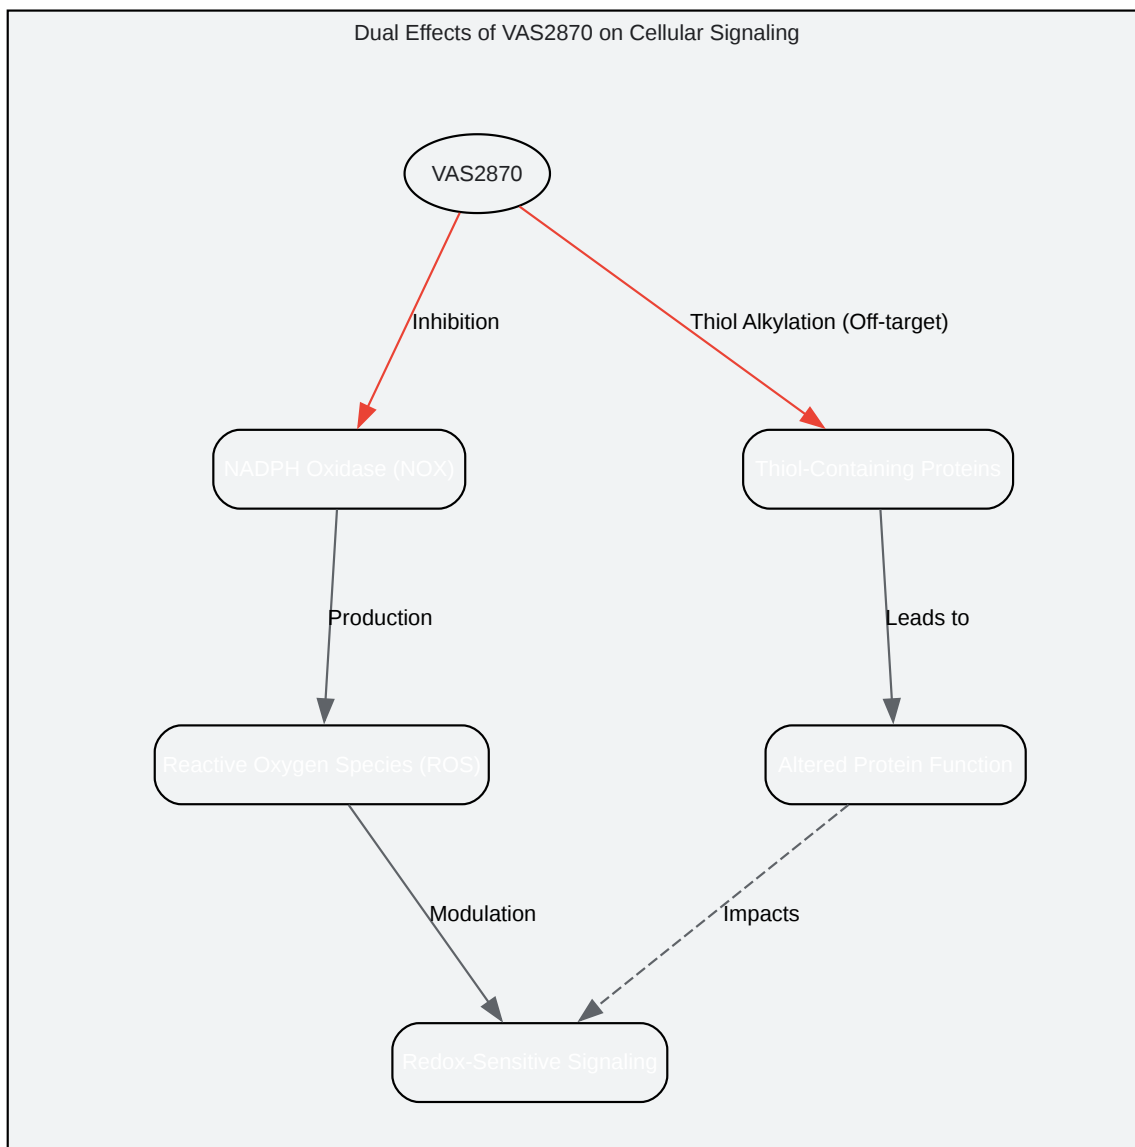 Dual Effects of VAS2870 on Cellular Signaling
VAS2870
Inhibition
Thiol Alkylation (Off-target)
NADPH Oxidase (NOX)
Thiol-Containing Proteins
Production
Leads to
Reactive Oxygen Species (ROS)
Altered Protein Function
Modulation
Impacts
Redox-Sensitive Signaling